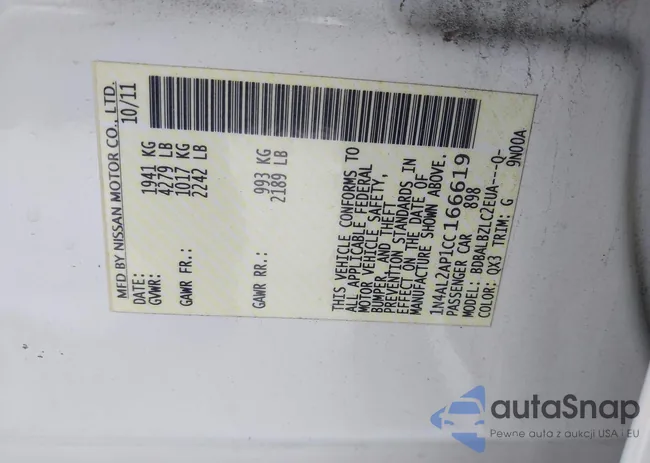 MFD BY NISSAN MOTOR CO., LTD.
DATE: 10/11
GVWR: 1941 KG
4279 LB
GAWR FR.: 1017 KG
2242 LB
GAWR RR.: 993 KG
2189 LB
THIS VEHICLE CONFORMS TO
ALL APPLICABLE FEDERAL
MOTOR VEHICLE SAFETY,
BUMPER, AND THEFT
PREVENTION STANDARDS IN
EFFECT ON THE DATE OF
MANUFACTURE SHOWN ABOVE.
1N4AL2AP1CC166619
PASSENGER CAR 898
MODEL: BDBALBZLC2EUA---Q-
COLOR: QX3 TRIM: G 9N00A
autaSnap
Pewne auta z aukcji USA i EU